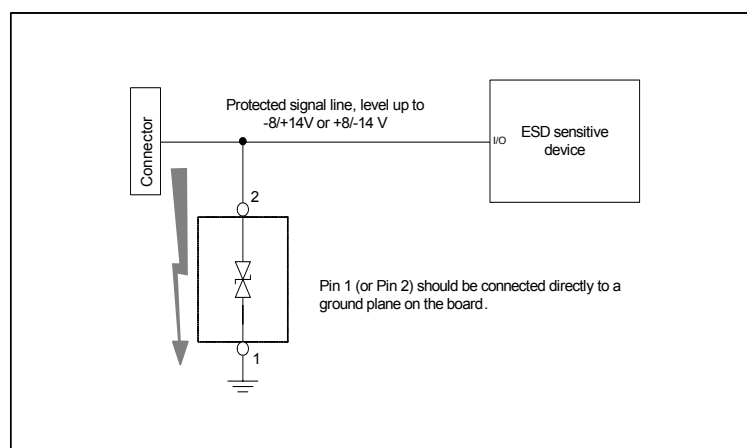 Connector
Protected signal line, level up to
-8/+14V or +8/-14 V
I/O
ESD sensitive
device
2
Pin 1 (or Pin 2) should be connected directly to a
ground plane on the board.
1